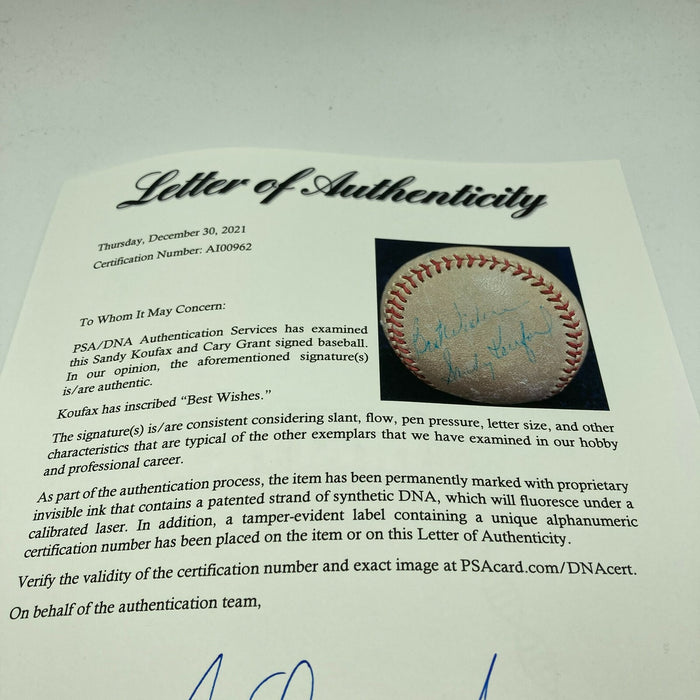 Letter of Authenticity
Thursday, December 30, 2021
Certification Number: AI00962
To Whom It May Concern:
PSA/DNA Authentication Services has examined
this Sandy Koufax and Cary Grant signed baseball.
In our opinion, the aforementioned signature(s)
is/are authentic.
Koufax has inscribed “Best Wishes.”
Best Wishes
Sandy Koufax
The signature(s) is/are consistent considering slant, flow, pen pressure, letter size, and other
characteristics that are typical of the other exemplars that we have examined in our hobby
and professional career.
As part of the authentication process, the item has been permanently marked with proprietary
invisible ink that contains a patented strand of synthetic DNA, which will fluoresce under a
calibrated laser. In addition, a tamper-evident label containing a unique alphanumeric
certification number has been placed on the item or on this Letter of Authenticity.
Verify the validity of the certification number and exact image at PSAcard.com/DNAcert.
On behalf of the authentication team,